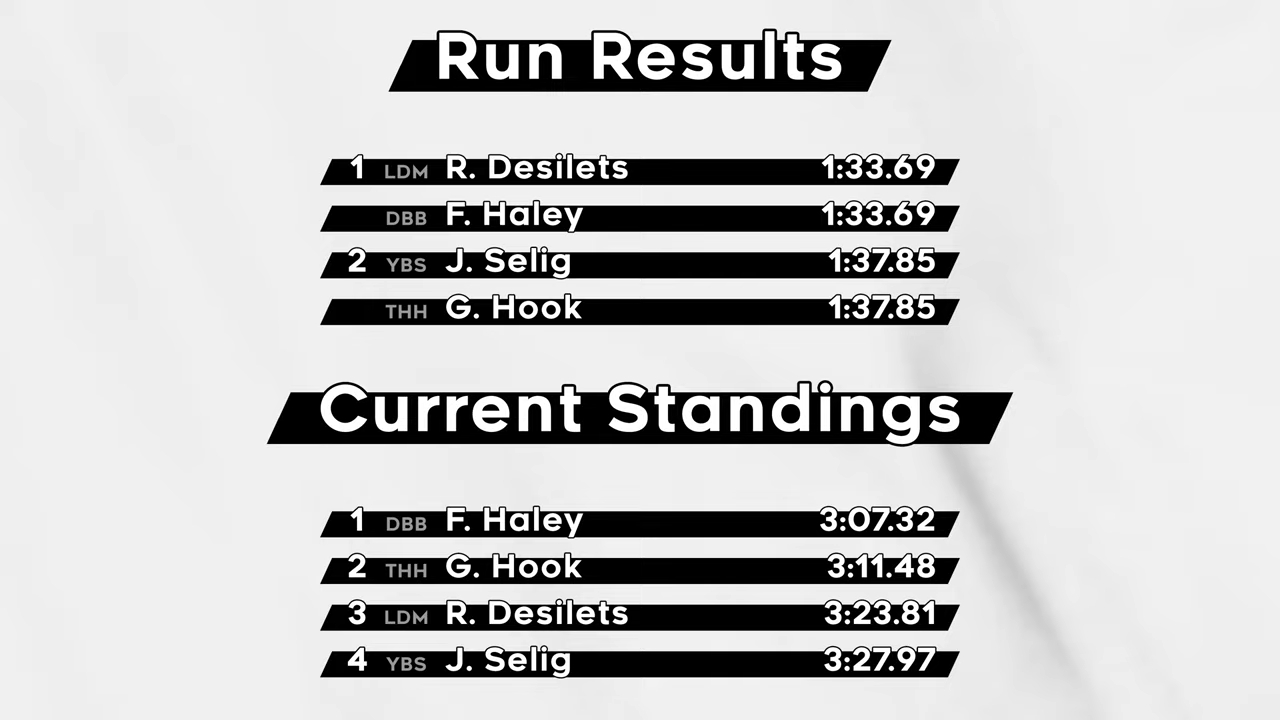 Run Results
1 LDM R. Desilets 1:33.69
DBB F. Haley 1:33.69
2 YBS J. Selig 1:37.85
THH G. Hook 1:37.85
Current Standings
1 DBB F. Haley 3:07.32
2 THH G. Hook 3:11.48
3 LDM R. Desilets 3:23.81
4 YBS J. Selig 3:27.97